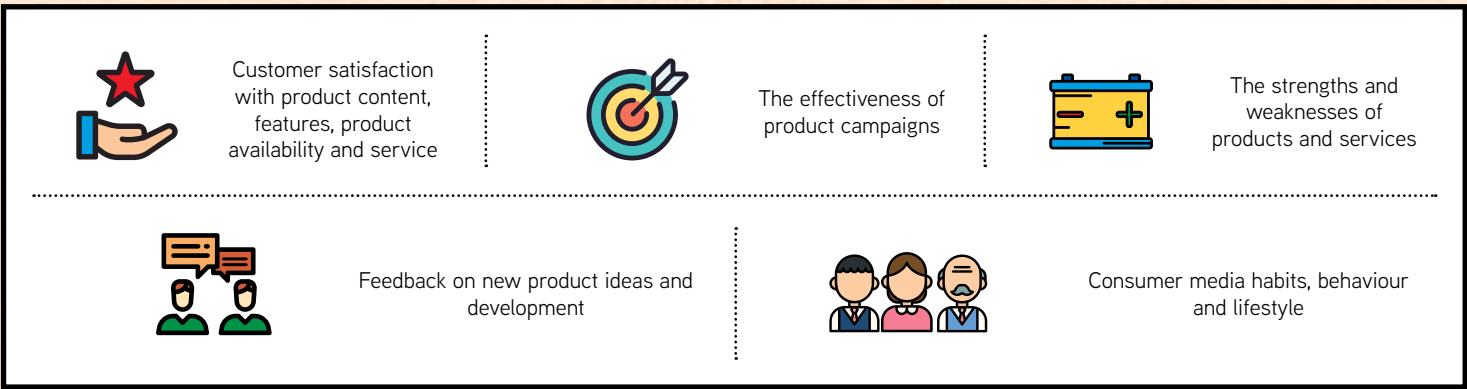 Customer satisfaction
with product content,
features, product
availability and service
The effectiveness of
product campaigns
The strengths and
weaknesses of
products and services
Feedback on new product ideas and
development
Consumer media habits, behaviour
and lifestyle